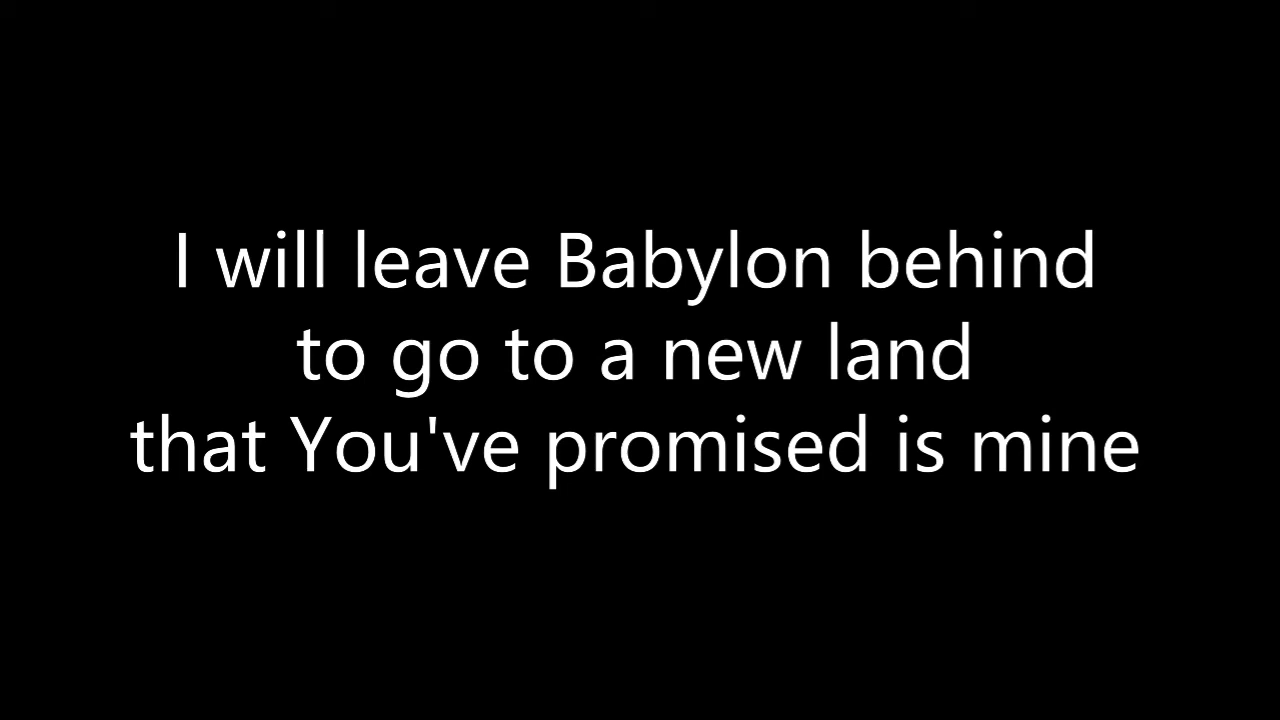 I will leave Babylon behind
to go to a new land
that You've promised is mine